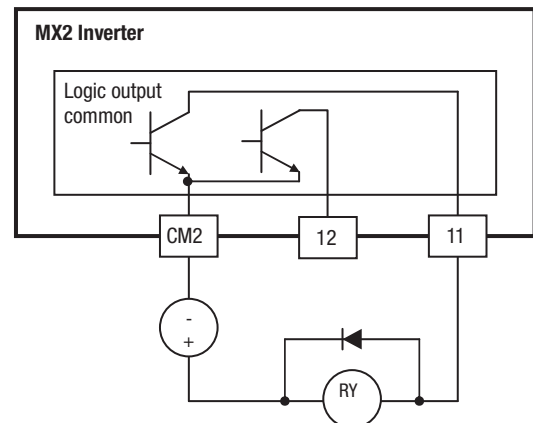 MX2 Inverter
Logic output
common
CM2
12
11
-
+
RY